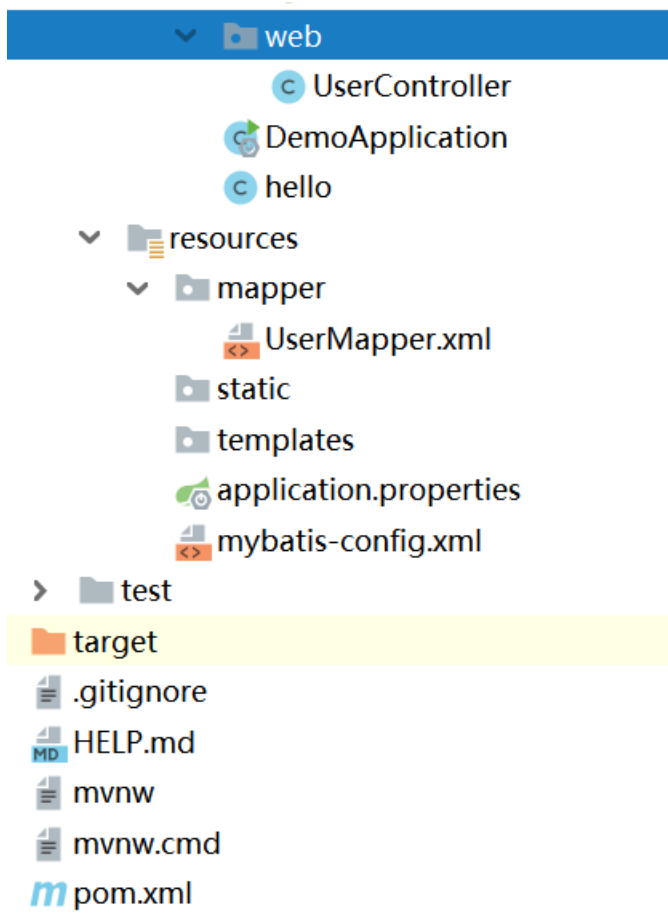 web
C UserController
C DemoApplication
C hello
resources
mapper
<> UserMapper.xml
static
templates
application.properties
<> mybatis-config.xml
test
target
.gitignore
MD HELP.md
mvnw
mvnw.cmd
m pom.xml